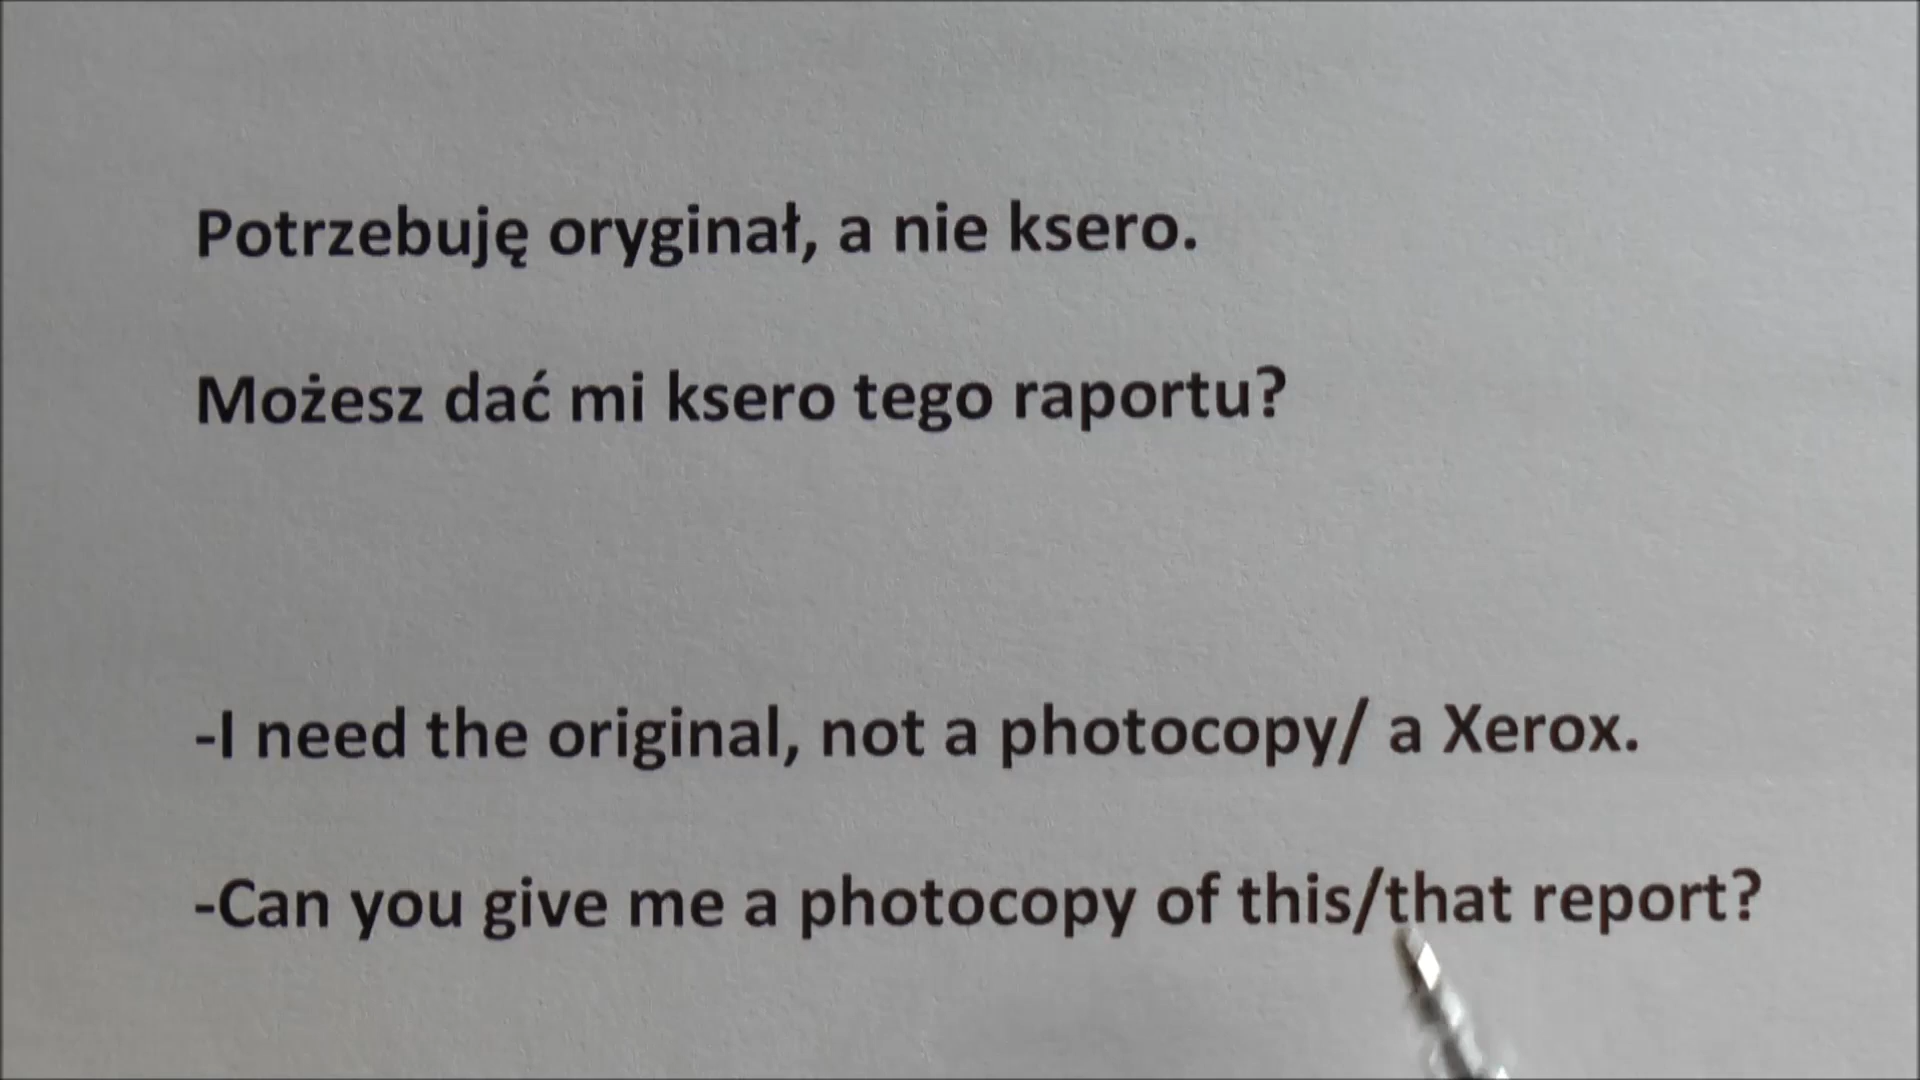 Potrzebuję oryginał, a nie ksero.
Możesz dać mi ksero tego raportu?
-I need the original, not a photocopy/ a Xerox.
-Can you give me a photocopy of this/that report?